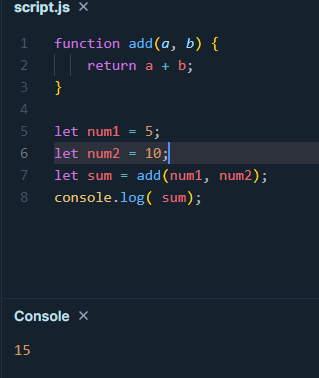 script.js ×
1 function add(a, b) {
2     return a + b;
3 }
4
5 let num1 = 5;
6 let num2 = 10;
7 let sum = add(num1, num2);
8 console.log( sum);
Console ×
15